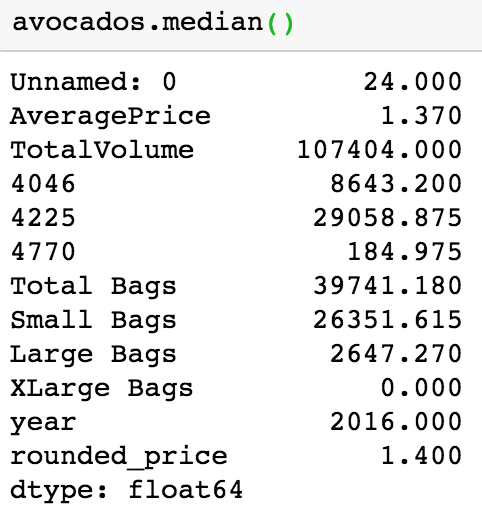 avocados.median()
Unnamed: 0 24.000
AveragePrice 1.370
TotalVolume 107404.000
4046 8643.200
4225 29058.875
4770 184.975
Total Bags 39741.180
Small Bags 26351.615
Large Bags 2647.270
XLarge Bags 0.000
year 2016.000
rounded_price 1.400
dtype: float64